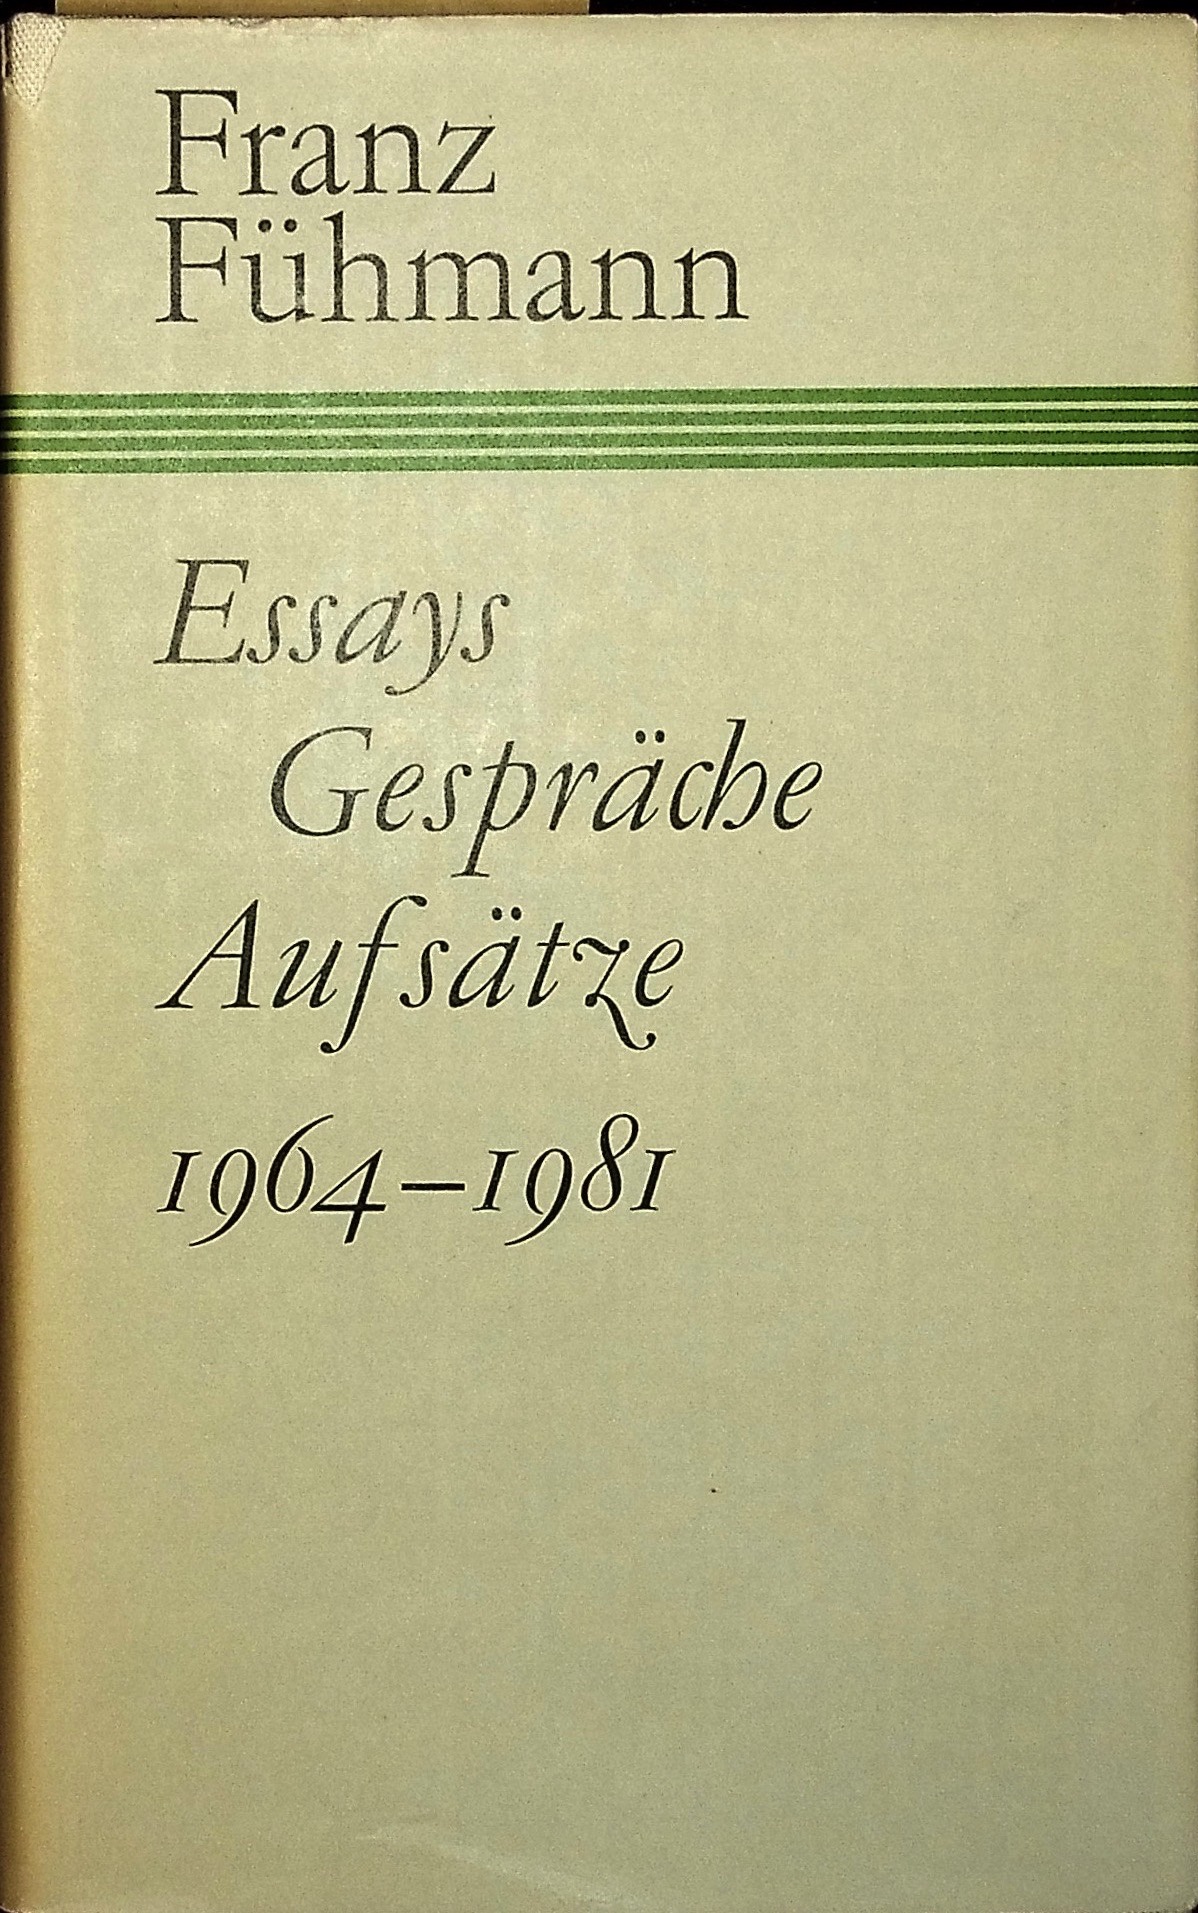 Franz
Fühmann
Essays
Gespräche
Aufsätze
1964–1981